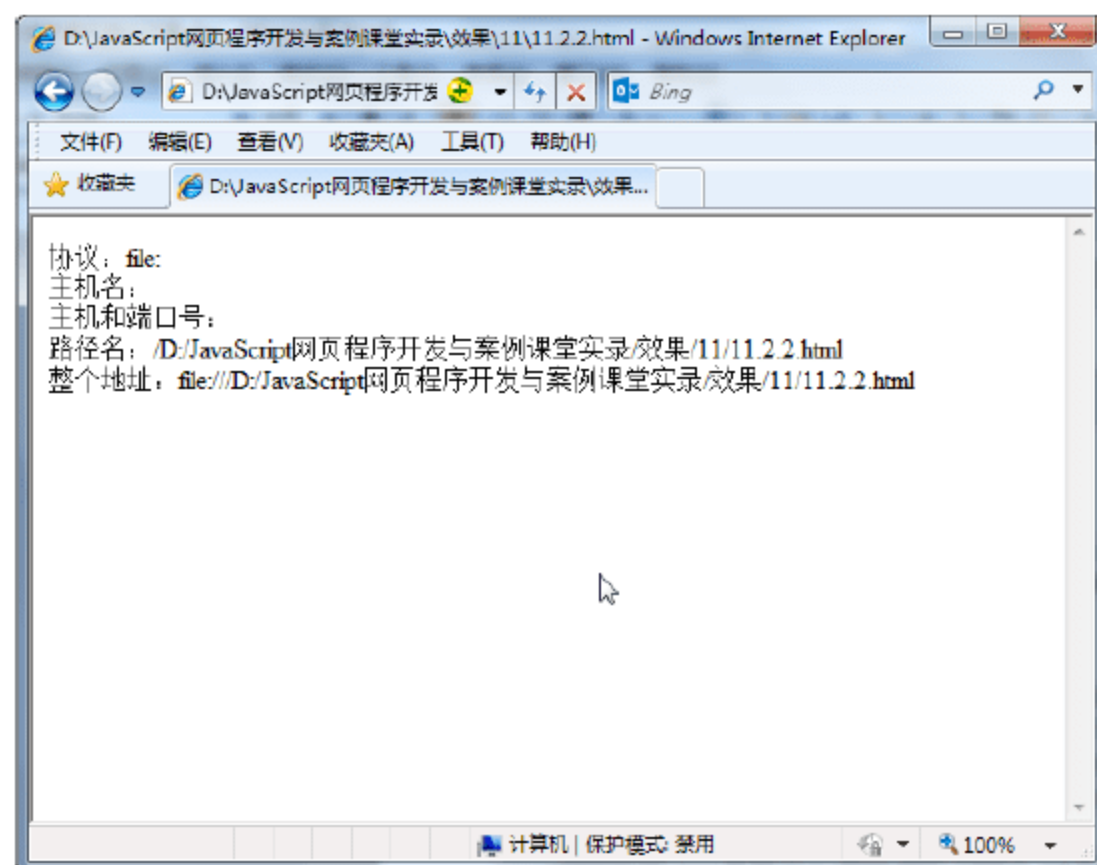 D:\JavaScript网页程序开发与案例课堂实录\效果\11\11.2.2.html - Windows Internet Explorer
D:\JavaScript网页程序开发 Bing
文件(F) 编辑(E) 查看(V) 收藏夹(A) 工具(T) 帮助(H)
收藏夹 D:\JavaScript网页程序开发与案例课堂实录\效果...
协议：file:
主机名：
主机和端口号：
路径名：/D:/JavaScript网页程序开发与案例课堂实录/效果/11/11.2.2.html
整个地址：file:///D:/JavaScript网页程序开发与案例课堂实录/效果/11/11.2.2.html
计算机 | 保护模式: 禁用 100%